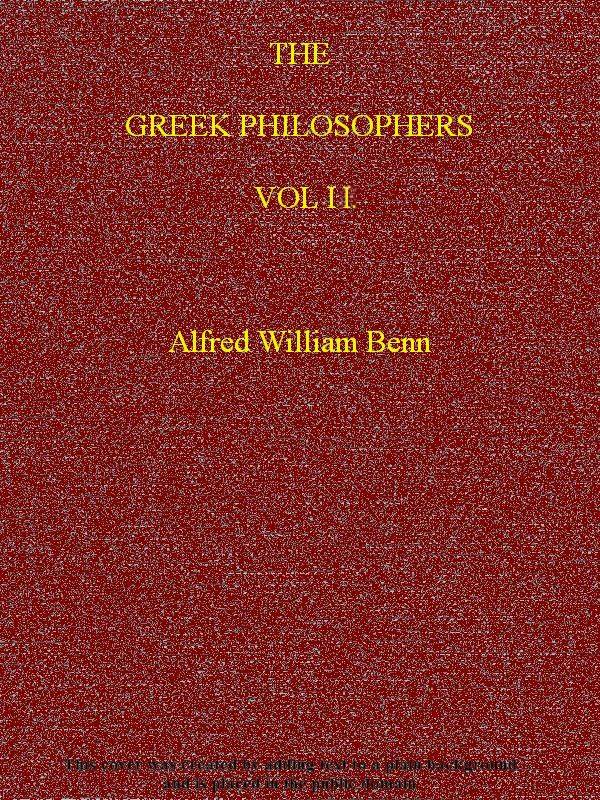 THE
GREEK PHILOSOPHERS
VOL II.
Alfred William Benn
This cover was created by adding text to a plain background
and is placed in the public domain.